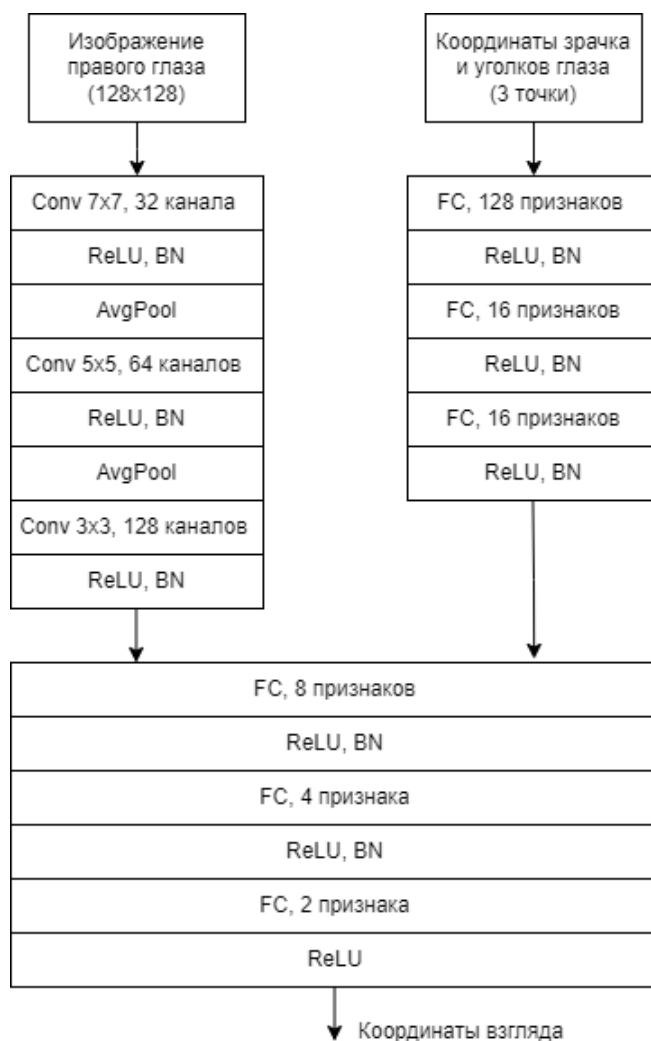 Изображение
правого глаза
(128x128)
Conv 7x7, 32 канала
ReLU, BN
AvgPool
Conv 5x5, 64 каналов
ReLU, BN
AvgPool
Conv 3x3, 128 каналов
ReLU, BN
Координаты зрачка
и уголков глаза
(3 точки)
FC, 128 признаков
ReLU, BN
FC, 16 признаков
ReLU, BN
FC, 16 признаков
ReLU, BN
FC, 8 признаков
ReLU, BN
FC, 4 признака
ReLU, BN
FC, 2 признака
ReLU
Координаты взгляда